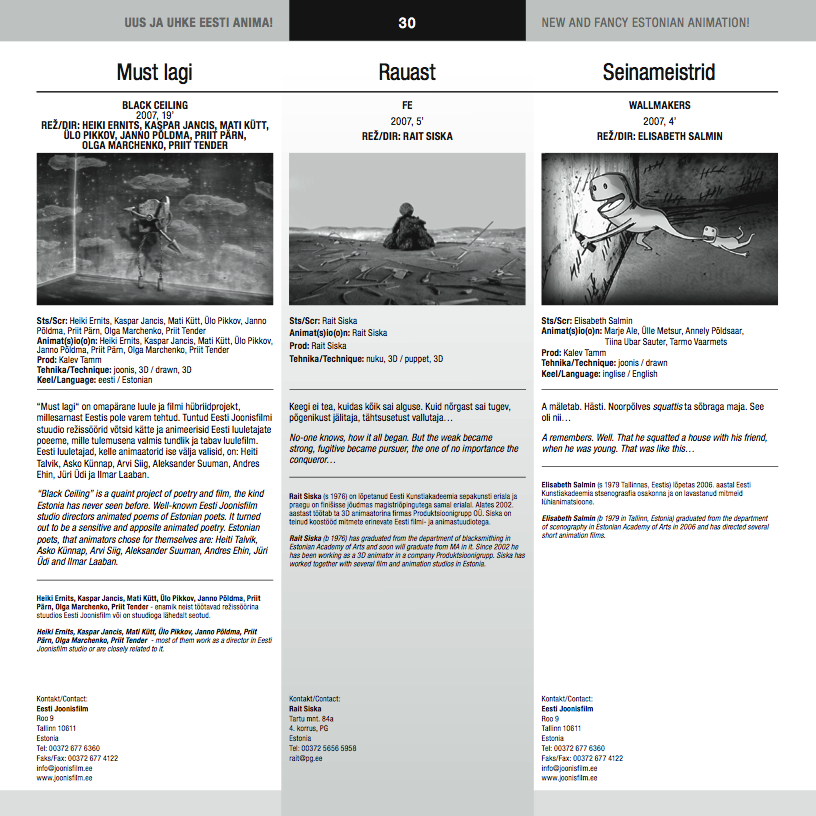 UUS JA UHKE EESTI ANIMA!
30
NEW AND FANCY ESTONIAN ANIMATION!
Must lagi
BLACK CEILING
2007, 19'
REŽ/DIR: HEIKI ERNITS, KASPAR JANCIS, MATI KÜTT,
ÜLO PIKKOV, JANNO PÕLDMA, PRIIT PÄRN,
OLGA MARCHENKO, PRIIT TENDER
Sts/Scr: Heiki Ernits, Kaspar Jancis, Mati Kütt, Ülo Pikkov, Janno
Põldma, Priit Pärn, Olga Marchenko, Priit Tender
Animat(s)io(o)n: Heiki Ernits, Kaspar Jancis, Mati Kütt, Ülo Pikkov,
Janno Põldma, Priit Pärn, Olga Marchenko, Priit Tender
Prod: Kalev Tamm
Tehnika/Technique: joonis, 3D / drawn, 3D
Keel/Language: eesti / Estonian
"Must lagi" on omapärane luule ja filmi hübriidprojekt,
millesarnast Eestis pole varem tehtud. Tuntud Eesti Joonisfilmi
stuudio režissöörid võtsid kätte ja animeerisid Eesti luuletajate
poeeme, mille tulemusena valmis tundlik ja tabav luulefilm.
Eesti luuletajad, kelle animaatorid ise välja valisid, on: Heiti
Talvik, Asko Künnap, Arvi Siig, Aleksander Suuman, Andres
Ehin, Jüri Üdi ja Ilmar Laaban.
"Black Ceiling" is a quaint project of poetry and film, the kind
Estonia has never seen before. Well-known Eesti Joonisfilm
studio directors animated poems of Estonian poets. It turned
out to be a sensitive and apposite animated poetry. Estonian
poets, that animators chose for themselves are: Heiti Talvik,
Asko Künnap, Arvi Siig, Aleksander Suuman, Andres Ehin, Jüri
Üdi and Ilmar Laaban.
Heiki Ernits, Kaspar Jancis, Mati Kütt, Ülo Pikkov, Janno Põldma, Priit
Pärn, Olga Marchenko, Priit Tender - enamik neist töötavad režissöörina
stuudios Eesti Joonisfilm või on stuudioga lähedalt seotud.
Heiki Ernits, Kaspar Jancis, Mati Kütt, Ülo Pikkov, Janno Põldma, Priit
Pärn, Olga Marchenko, Priit Tender - most of them work as a director in Eesti
Joonisfilm studio or are closely related to it.
Kontakt/Contact:
Eesti Joonisfilm
Roo 9
Tallinn 10611
Estonia
Tel: 00372 677 6360
Faks/Fax: 00372 677 4122
info@joonisfilm.ee
www.joonisfilm.ee
Rauast
FE
2007, 5'
REŽ/DIR: RAIT SISKA
Sts/Scr: Rait Siska
Animat(s)io(o)n: Rait Siska
Prod: Rait Siska
Tehnika/Technique: nuku, 3D / puppet, 3D
Keegi ei tea, kuidas kõik sai alguse. Kuid nõrgast sai tugev,
põgenikust jälitaja, tähtsusetust vallutaja…
No-one knows, how it all began. But the weak became
strong, fugitive became pursuer, the one of no importance the
conqueror…
Rait Siska (s 1976) on lõpetanud Eesti Kunstiakadeemia sepakunsti eriala ja
praegu on finišisse jõudmas magistriõpingutega samal erialal. Alates 2002.
aastast töötab ta 3D animaatorina firmas Produktsioonigrupp OÜ. Siska on
teinud koostööd mitmete erinevate Eesti filmi- ja animastuudiotega.
Rait Siska (b 1976) has graduated from the department of blacksmithing in
Estonian Academy of Arts and soon will graduate from MA in it. Since 2002 he
has been working as a 3D animator in a company Produktsioonigrupp. Siska has
worked together with several film and animation studios in Estonia.
Kontakt/Contact:
Rait Siska
Tartu mnt. 84a
4. korrus, PG
Estonia
Tel: 00372 5656 5958
rait@pg.ee
Seinameistrid
WALLMAKERS
2007, 4'
REŽ/DIR: ELISABETH SALMIN
Sts/Scr: Elisabeth Salmin
Animat(s)io(o)n: Marje Ale, Ülle Metsur, Annely Põldsaar,
Tiina Ubar Sauter, Tarmo Vaarmets
Prod: Kalev Tamm
Tehnika/Technique: joonis / drawn
Keel/Language: inglise / English
A mäletab. Hästi. Noorpõlves squattis ta sõbraga maja. See
oli nii…
A remembers. Well. That he squatted a house with his friend,
when he was young. That was like this…
Elisabeth Salmin (s 1979 Tallinnas, Eestis) lõpetas 2006. aastal Eesti
Kunstiakadeemia stsenograafia osakonna ja on lavastanud mitmeid
lühianimatsioone.
Elisabeth Salmin (b 1979 in Tallinn, Estonia) graduated from the department
of scenography in Estonian Academy of Arts in 2006 and has directed several
short animation films.
Kontakt/Contact:
Eesti Joonisfilm
Roo 9
Tallinn 10611
Estonia
Tel: 00372 677 6360
Faks/Fax: 00372 677 4122
info@joonisfilm.ee
www.joonisfilm.ee